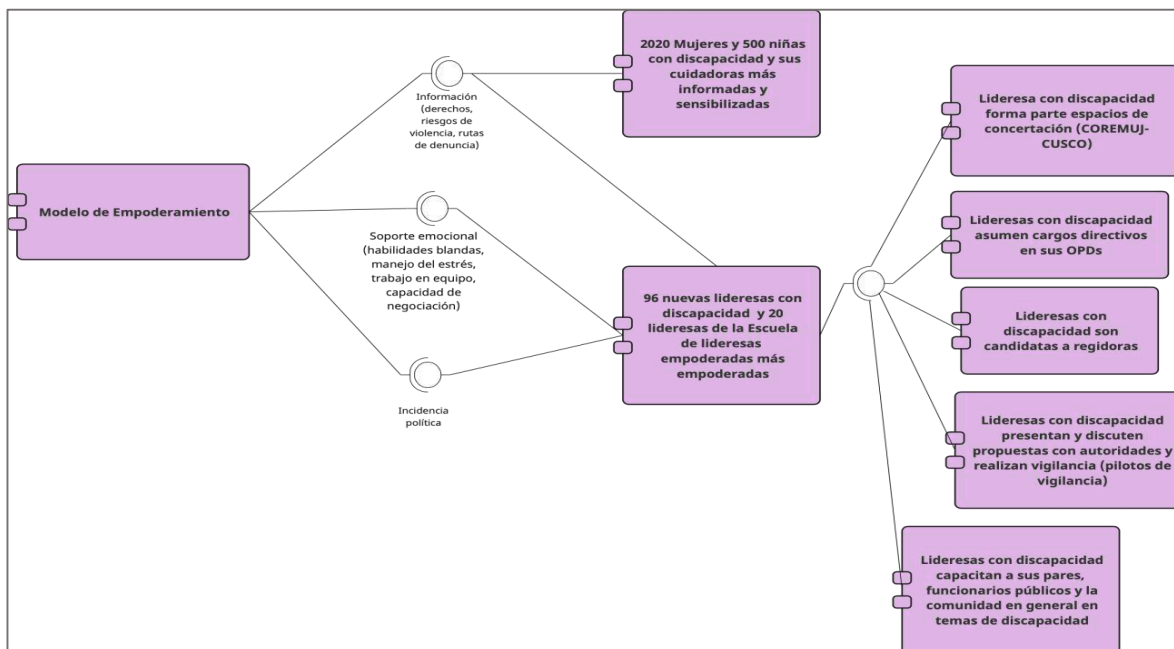 Modelo de Empoderamiento
Información
(derechos,
riesgos de
violencia, rutas
de denuncia)
Soporte emocional
(habilidades blandas,
manejo del estrés,
trabajo en equipo,
capacidad de
negociación)
Incidencia
política
2020 Mujeres y 500 niñas
con discapacidad y sus
cuidadoras más
informadas y
sensibilizadas
96 nuevas lideresas con
discapacidad y 20
lideresas de la Escuela
de lideresas
empoderadas más
empoderadas
Lideresa con discapacidad
forma parte espacios de
concertación (COREMUJ-
CUSCO)
Lideresas con discapacidad
asumen cargos directivos
en sus OPDs
Lideresas con
discapacidad son
candidatas a regidoras
Lideresas con discapacidad
presentan y discuten
propuestas con autoridades y
realizan vigilancia (pilotos de
vigilancia)
Lideresas con discapacidad
capacitan a sus pares,
funcionarios públicos y la
comunidad en general en
temas de discapacidad